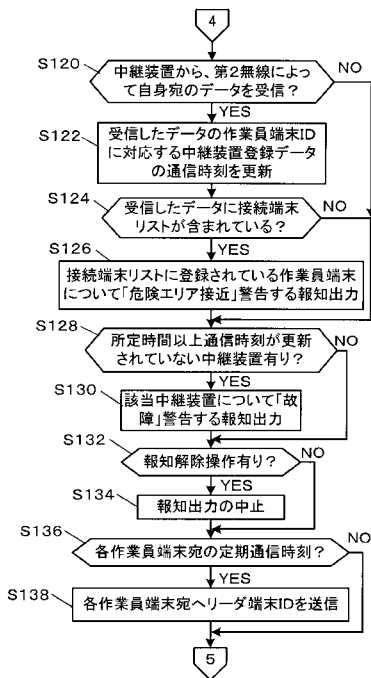 4
S120
中継装置から、第2無線によっ
て自身宛のデータを受信？
NO
YES
S122
受信したデータの作業員端末ID
に対応する中継装置登録データ
の通信時刻を更新
S124
受信したデータに接続端末
リストが含まれている？
NO
YES
S126
接続端末リストに登録されている作業員端末
について「危険エリア接近」警告する報知出力
S128
所定時間以上通信時刻が更新
されていない中継装置有り？
NO
YES
S130
該当中継装置について「故
障」警告する報知出力
S132
報知解除操作有り？
NO
YES
S134
報知出力の中止
S136
各作業員端末宛の定期通信時刻？
NO
YES
S138
各作業員端末宛へリーダ端末IDを送信
5